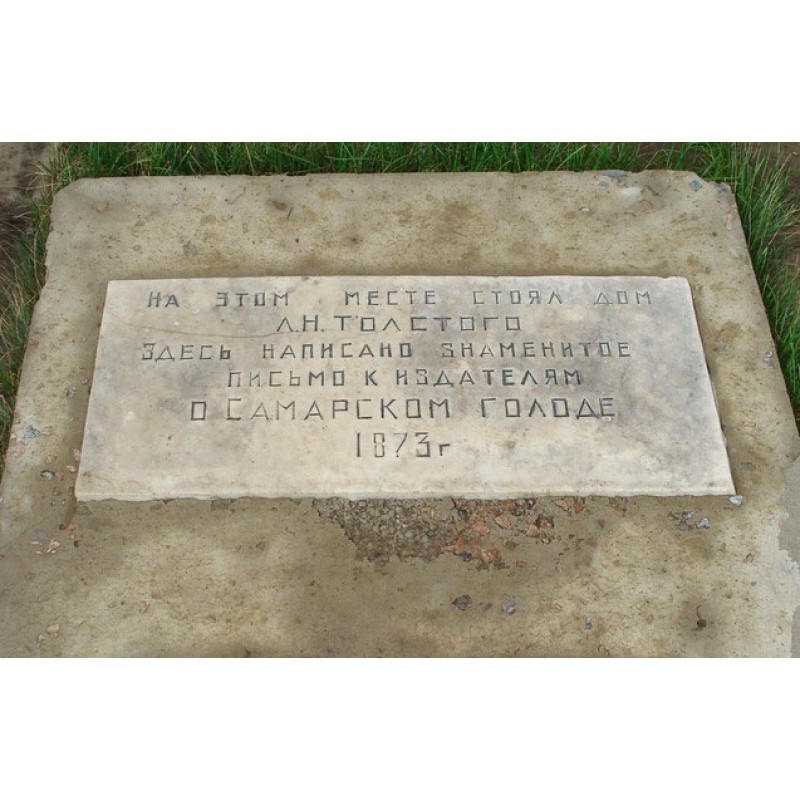 На этом месте стоял дом
Л.Н.Толстого
Здесь написано знаменитое
письмо к издателям
о Самарском голоде
1873г